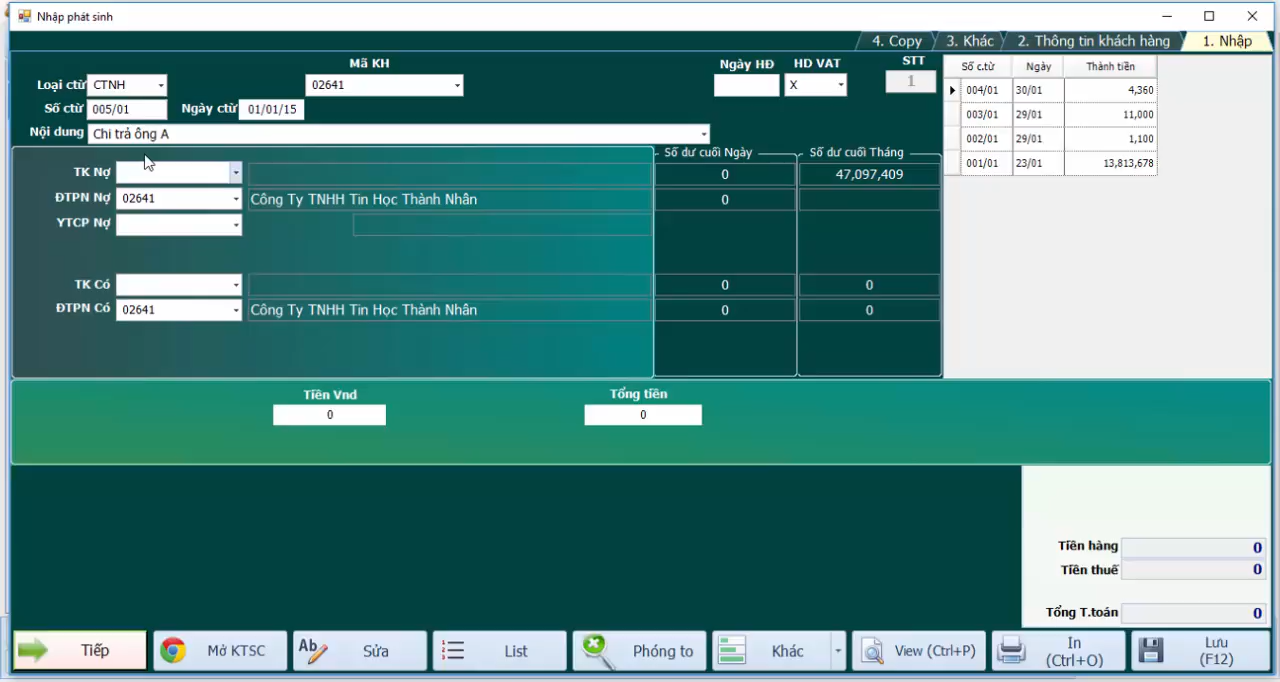 Nhập phát sinh
4. Copy
3. Khác
2. Thông tin khách hàng
1. Nhập
Loại ctừ CTNH
Mã KH
02641
Ngày HĐ
HD VAT
X
STT
1
Số ctừ 005/01
Ngày ctừ 01/01/15
Nội dung Chi trả ông A
TK Nợ
ĐTPN Nợ 02641 Công Ty TNHH Tin Học Thành Nhân
YTCP Nợ
TK Có
ĐTPN Có 02641 Công Ty TNHH Tin Học Thành Nhân
Số dư cuối Ngày
0
0
0
0
Số dư cuối Tháng
47,097,409
0
0
Số c.từ Ngày Thành tiền
004/01 30/01 4,360
003/01 29/01 11,000
002/01 29/01 1,100
001/01 23/01 13,813,678
Tiền Vnd
0
Tổng tiền
0
Tiền hàng 0
Tiền thuế 0
Tổng T.toán 0
Tiếp
Mở KTSC
Ab
Sửa
List
Phóng to
Khác
View (Ctrl+P)
In
(Ctrl+O)
Lưu
(F12)